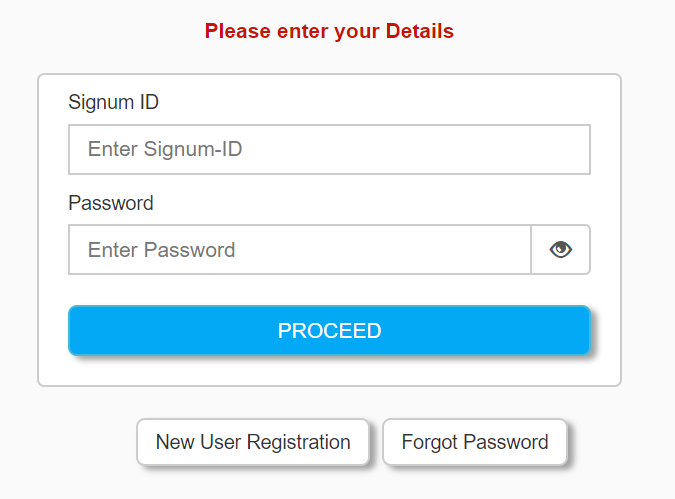 Please enter your Details
Signum ID
Enter Signum-ID
Password
Enter Password
PROCEED
New User Registration Forgot Password